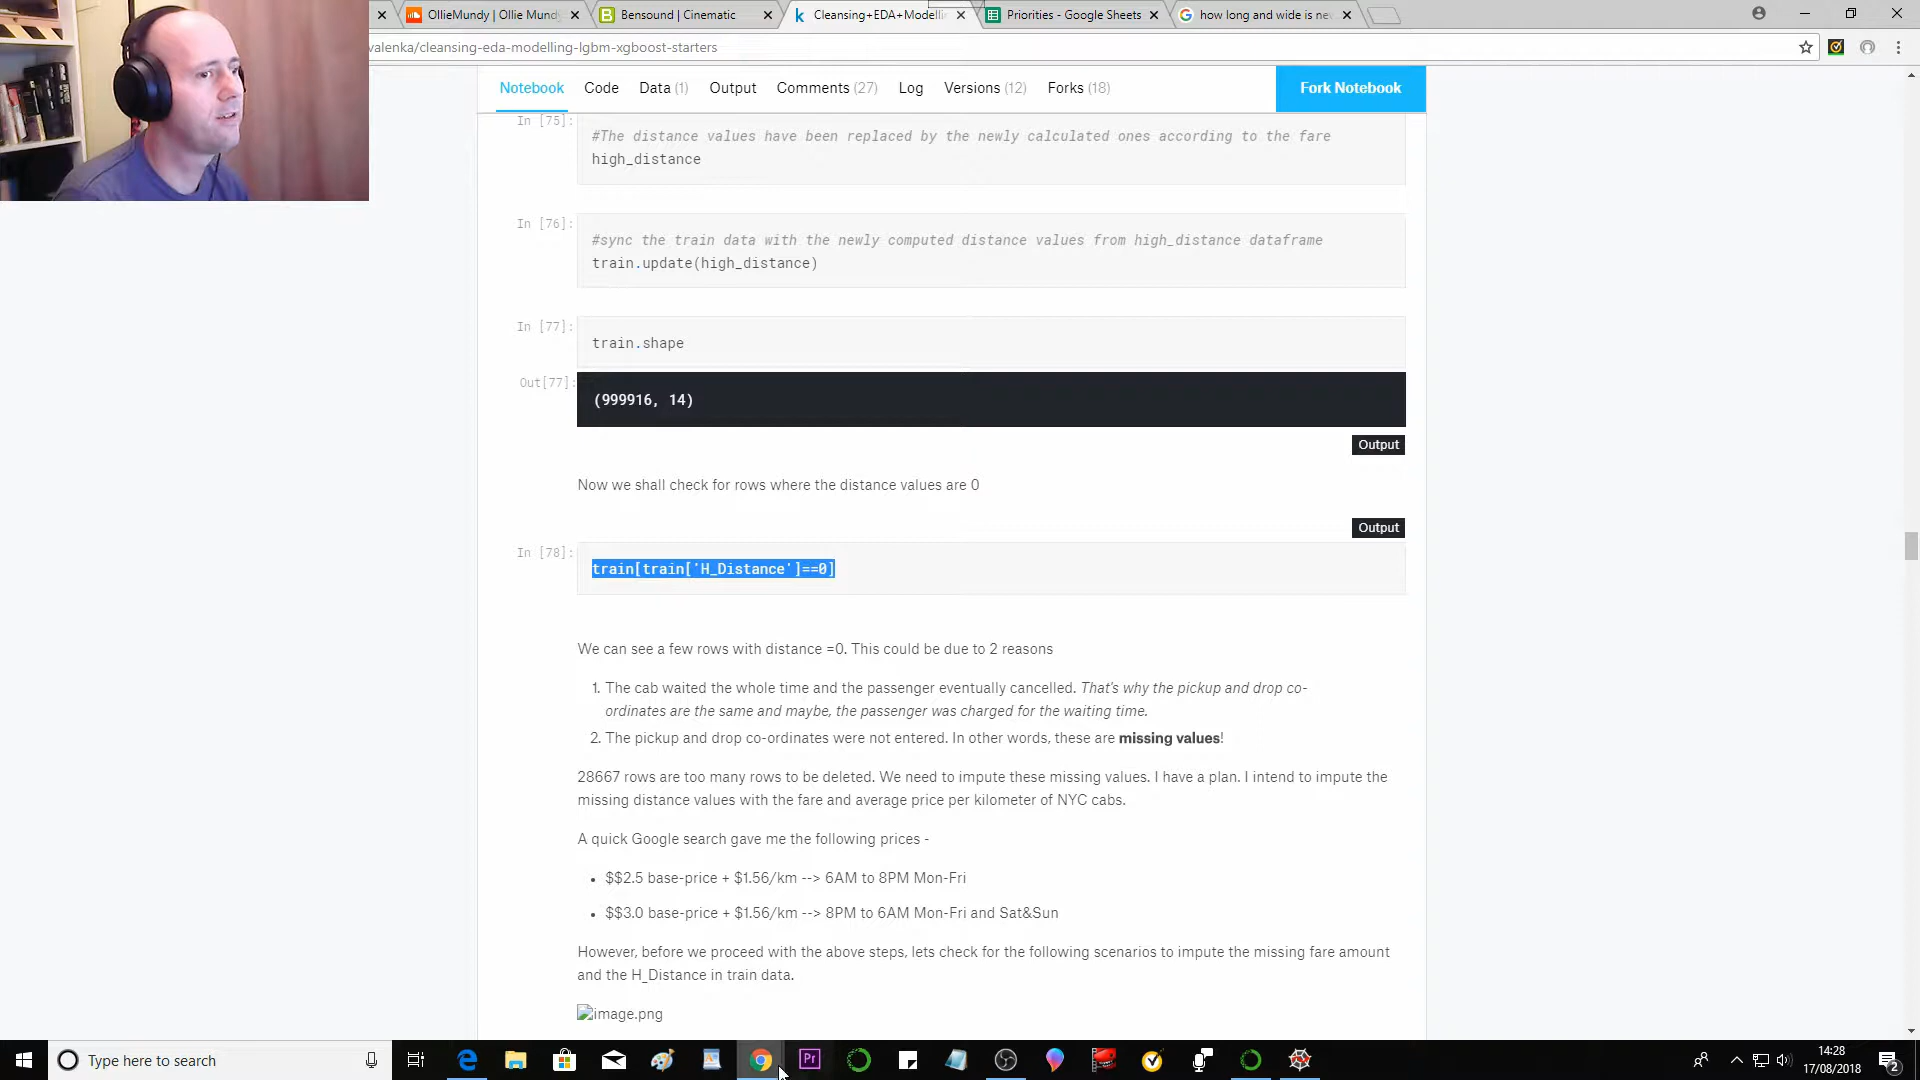 OllieMundy | Ollie Mund
Bensound | Cinematic
Cleansing+EDA+Modelli
Priorities - Google Sheets
how long and wide is ne
valenka/cleansing-eda-modelling-lgbm-xgboost-starters
Notebook Code Data (1) Output Comments (27) Log Versions (12) Forks (18) Fork Notebook
In [75]:
#The distance values have been replaced by the newly calculated ones according to the fare
high_distance
In [76]:
#sync the train data with the newly computed distance values from high_distance dataframe
train.update(high_distance)
In [77]:
train.shape
Out[77]:
(999916, 14)
Output
Now we shall check for rows where the distance values are 0
Output
In [78]:
train[train['H_Distance']==0]
We can see a few rows with distance =0. This could be due to 2 reasons
1. The cab waited the whole time and the passenger eventually cancelled. That's why the pickup and drop co-
ordinates are the same and maybe, the passenger was charged for the waiting time.
2. The pickup and drop co-ordinates were not entered. In other words, these are missing values!
28667 rows are too many rows to be deleted. We need to impute these missing values. I have a plan. I intend to impute the
missing distance values with the fare and average price per kilometer of NYC cabs.
A quick Google search gave me the following prices -
• $$2.5 base-price + $1.56/km --> 6AM to 8PM Mon-Fri
• $$3.0 base-price + $1.56/km --> 8PM to 6AM Mon-Fri and Sat&Sun
However, before we proceed with the above steps, lets check for the following scenarios to impute the missing fare amount
and the H_Distance in train data.
image.png
Type here to search
Pr
14:28
17/08/2018
2